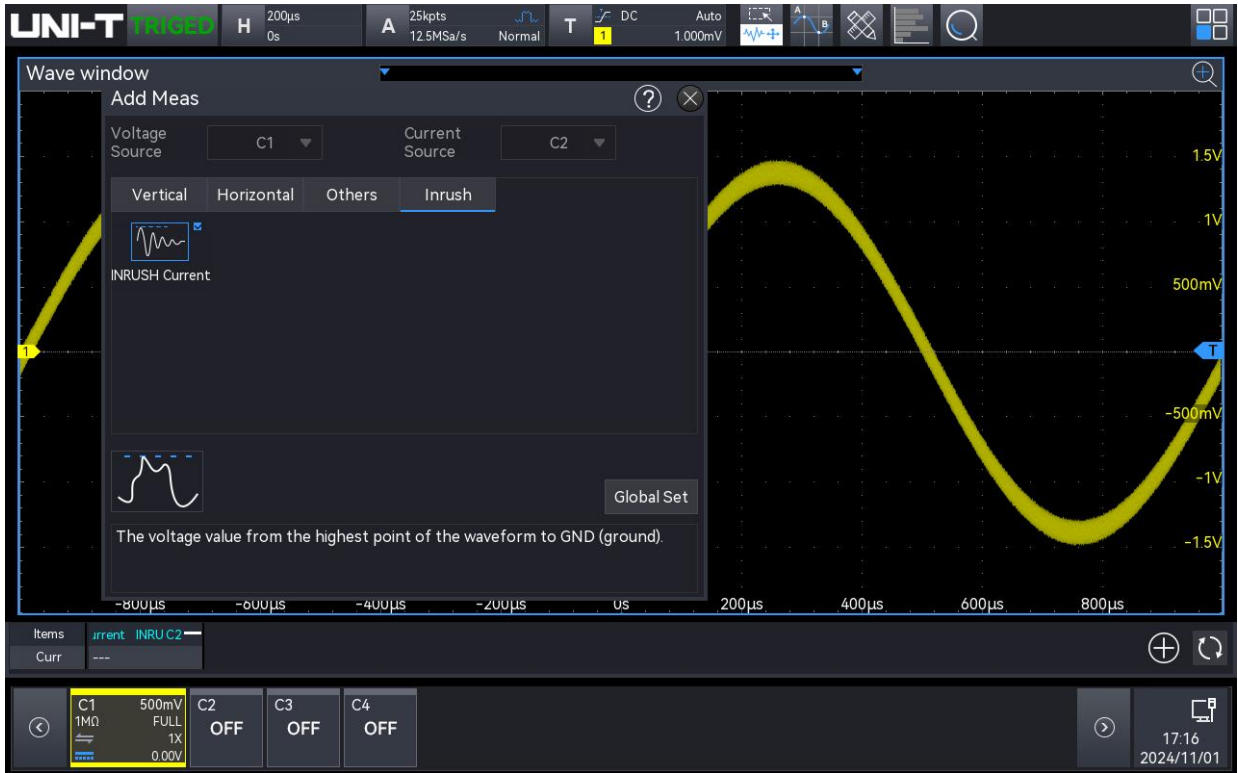 UNI-T TRIGED H 200μs 0s A 25kpts 12.5MSa/s Normal T 1 DC Auto 1.000mV A B
Wave window
Add Meas ?
Voltage Source C1 Current Source C2
Vertical Horizontal Others Inrush
INRUSH Current
1.5V
1V
500mV
1 T
-500mV
-1V
-1.5V
Global Set
The voltage value from the highest point of the waveform to GND (ground).
-800μs -600μs -400μs -200μs 0s 200μs 400μs 600μs 800μs
Items urrent INRU C2
Curr ---
C1 500mV
1MΩ FULL
1X
0.00V
C2 OFF
C3 OFF
C4 OFF
17:16
2024/11/01